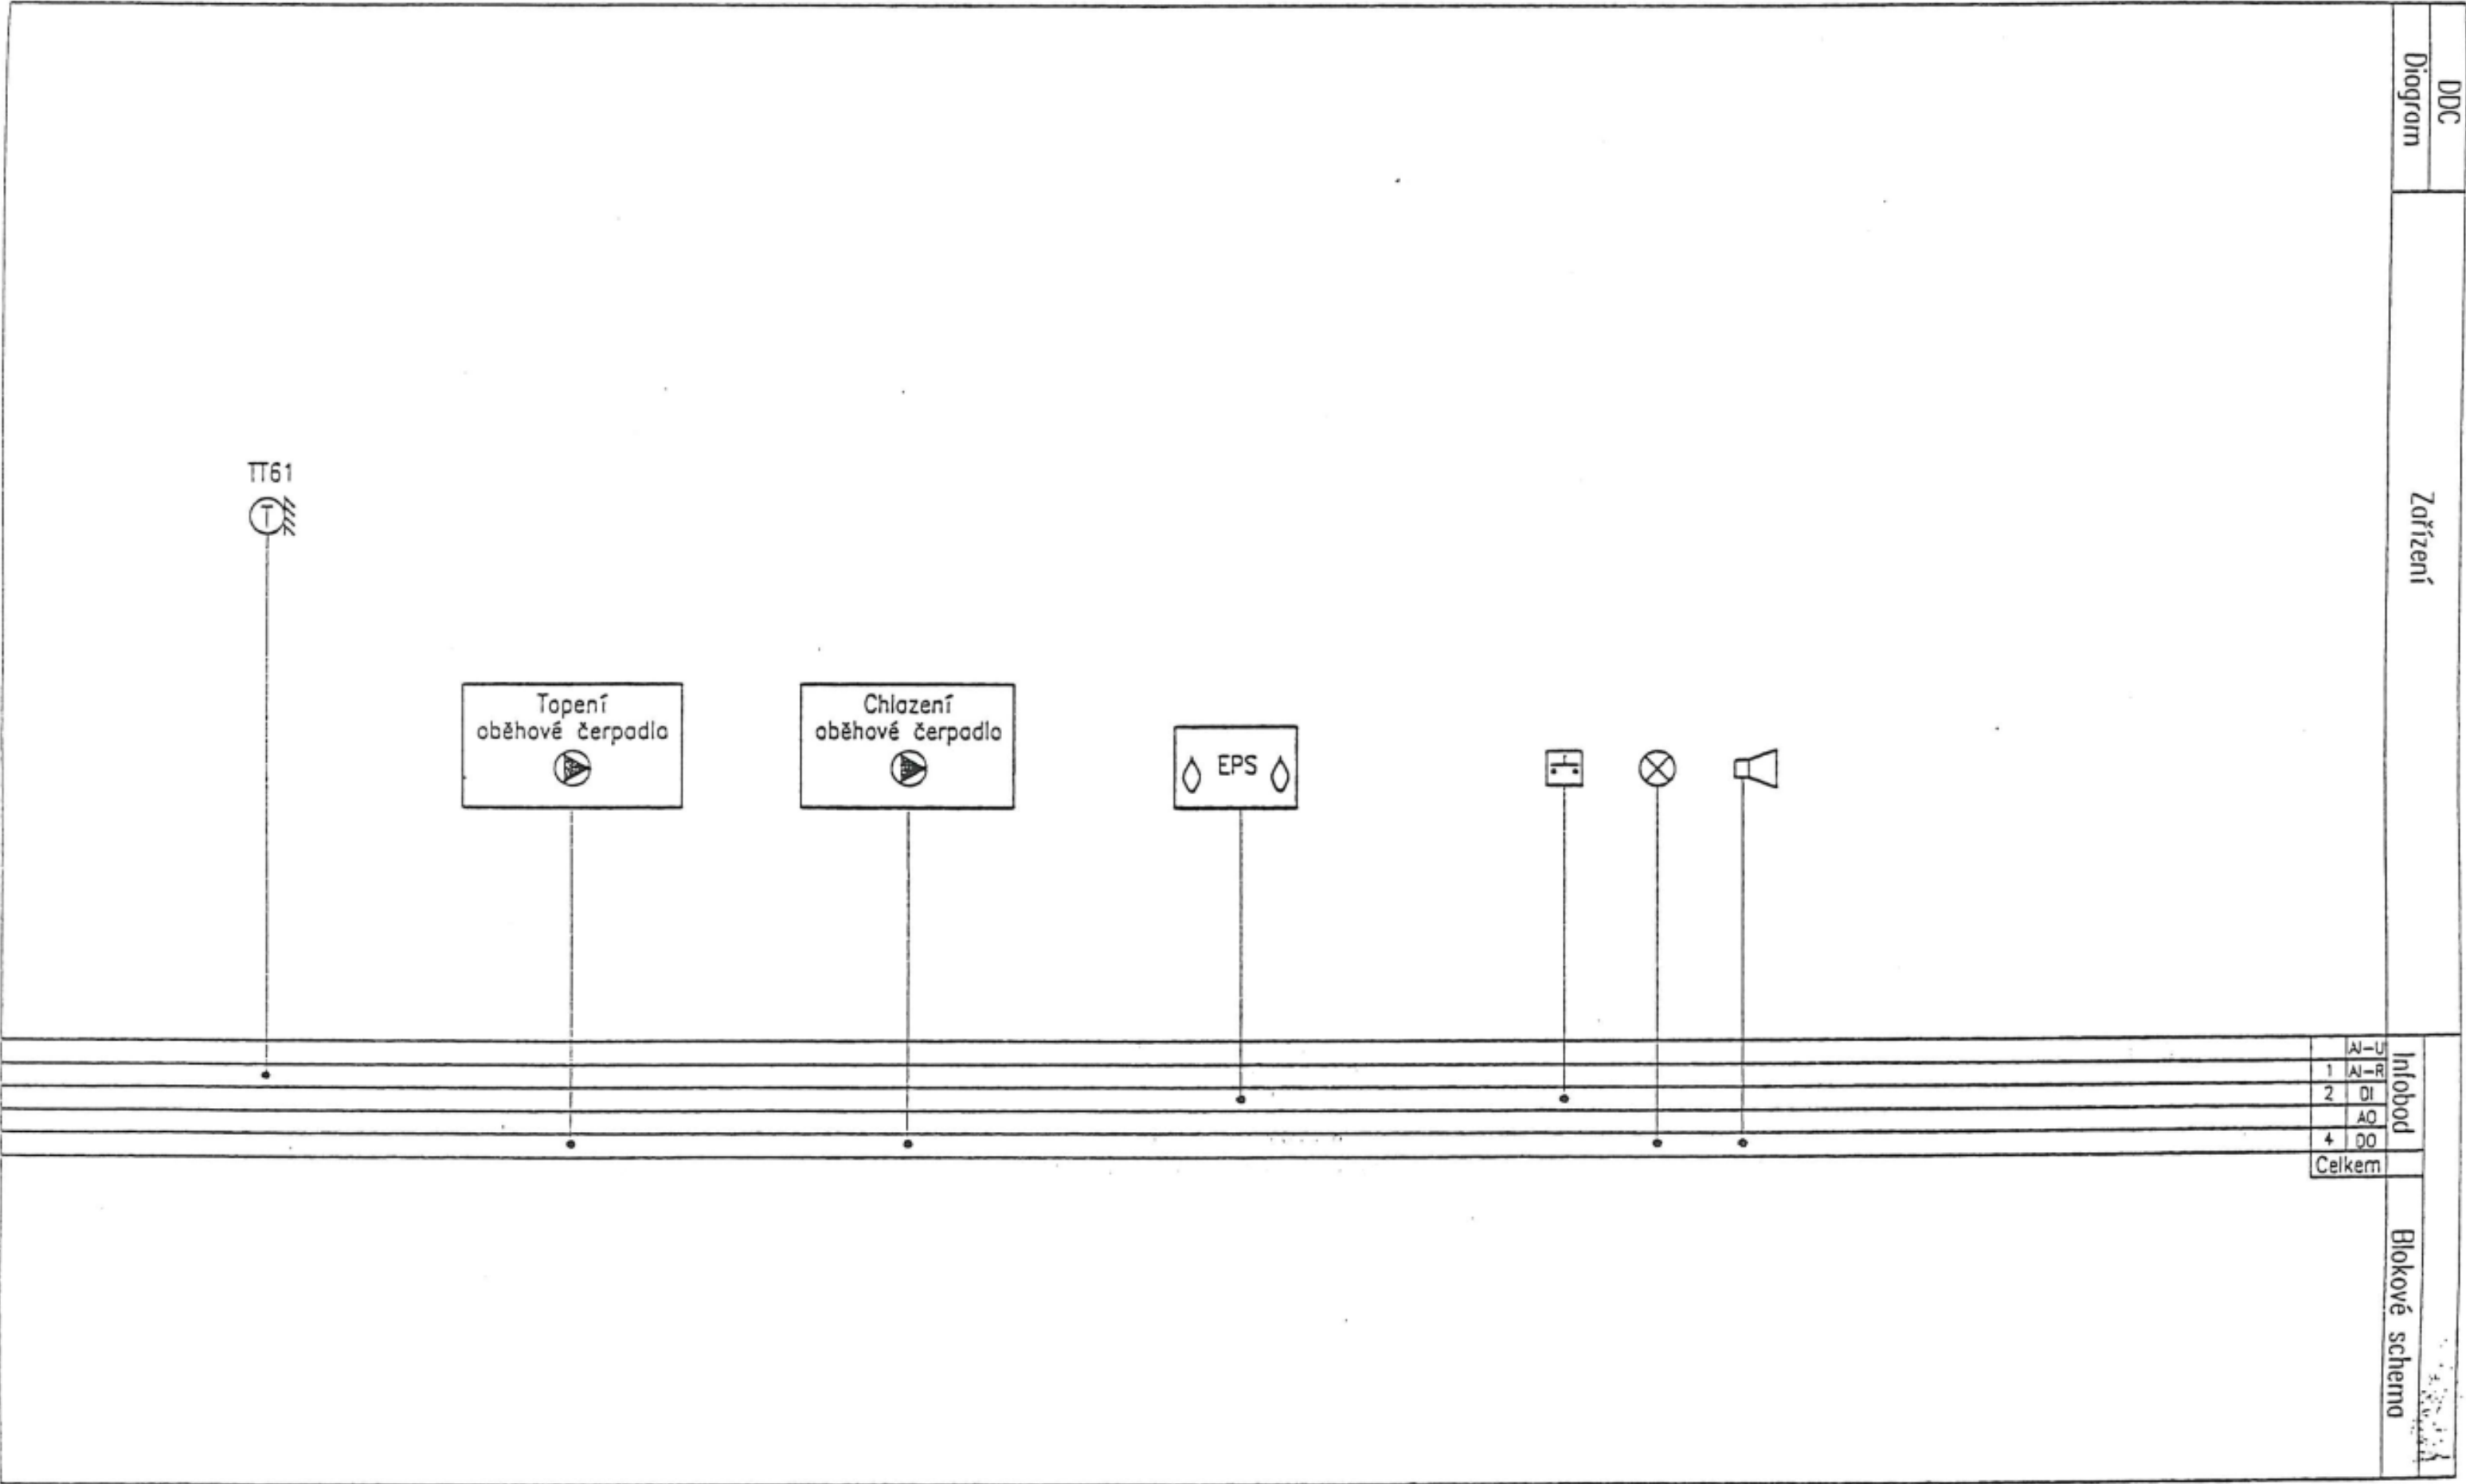 DDC
Diagram
Zařízení
TT61
T
Topení
oběhové čerpadlo
Chlazení
oběhové čerpadlo
EPS
Infobod
AI-U
1 AI-R
2 DI
AO
4 DO
Celkem
Blokové schema